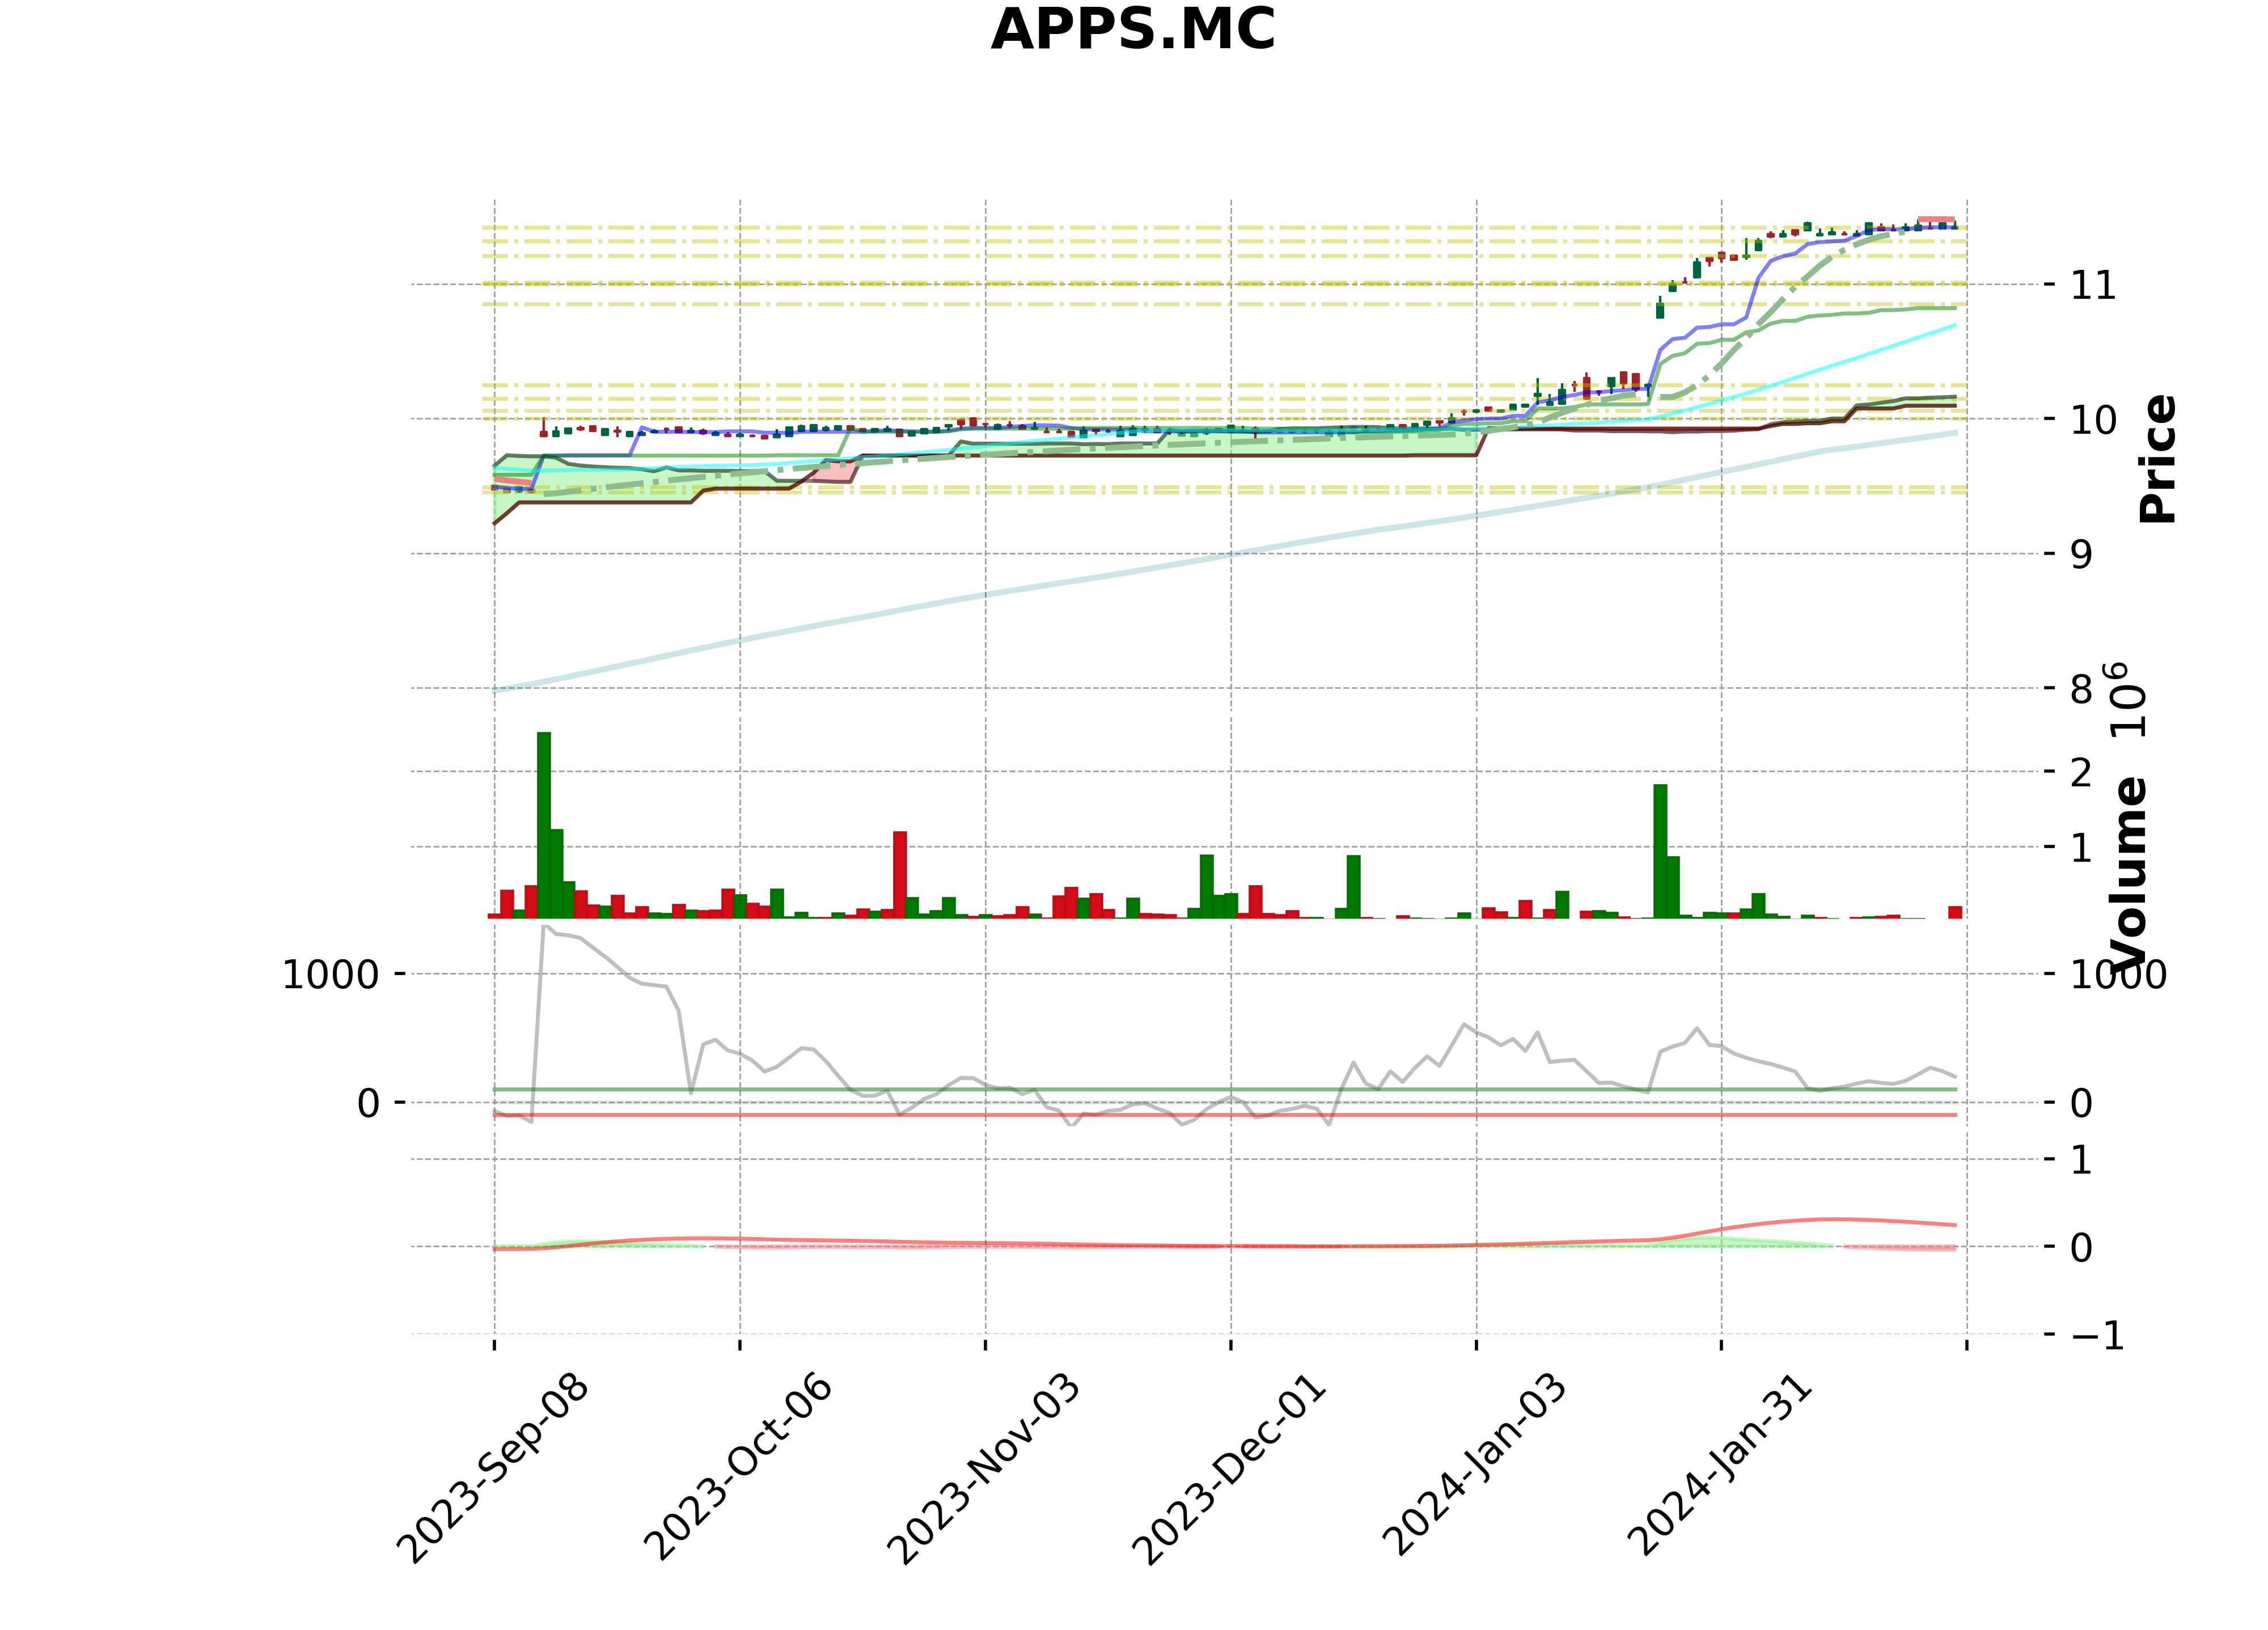 APPS.MC
11
10
9
8
Price
10^6
2
1
Volume
1000
1000
0
0
1
0
−1
2023-Sep-08
2023-Oct-06
2023-Nov-03
2023-Dec-01
2024-Jan-03
2024-Jan-31